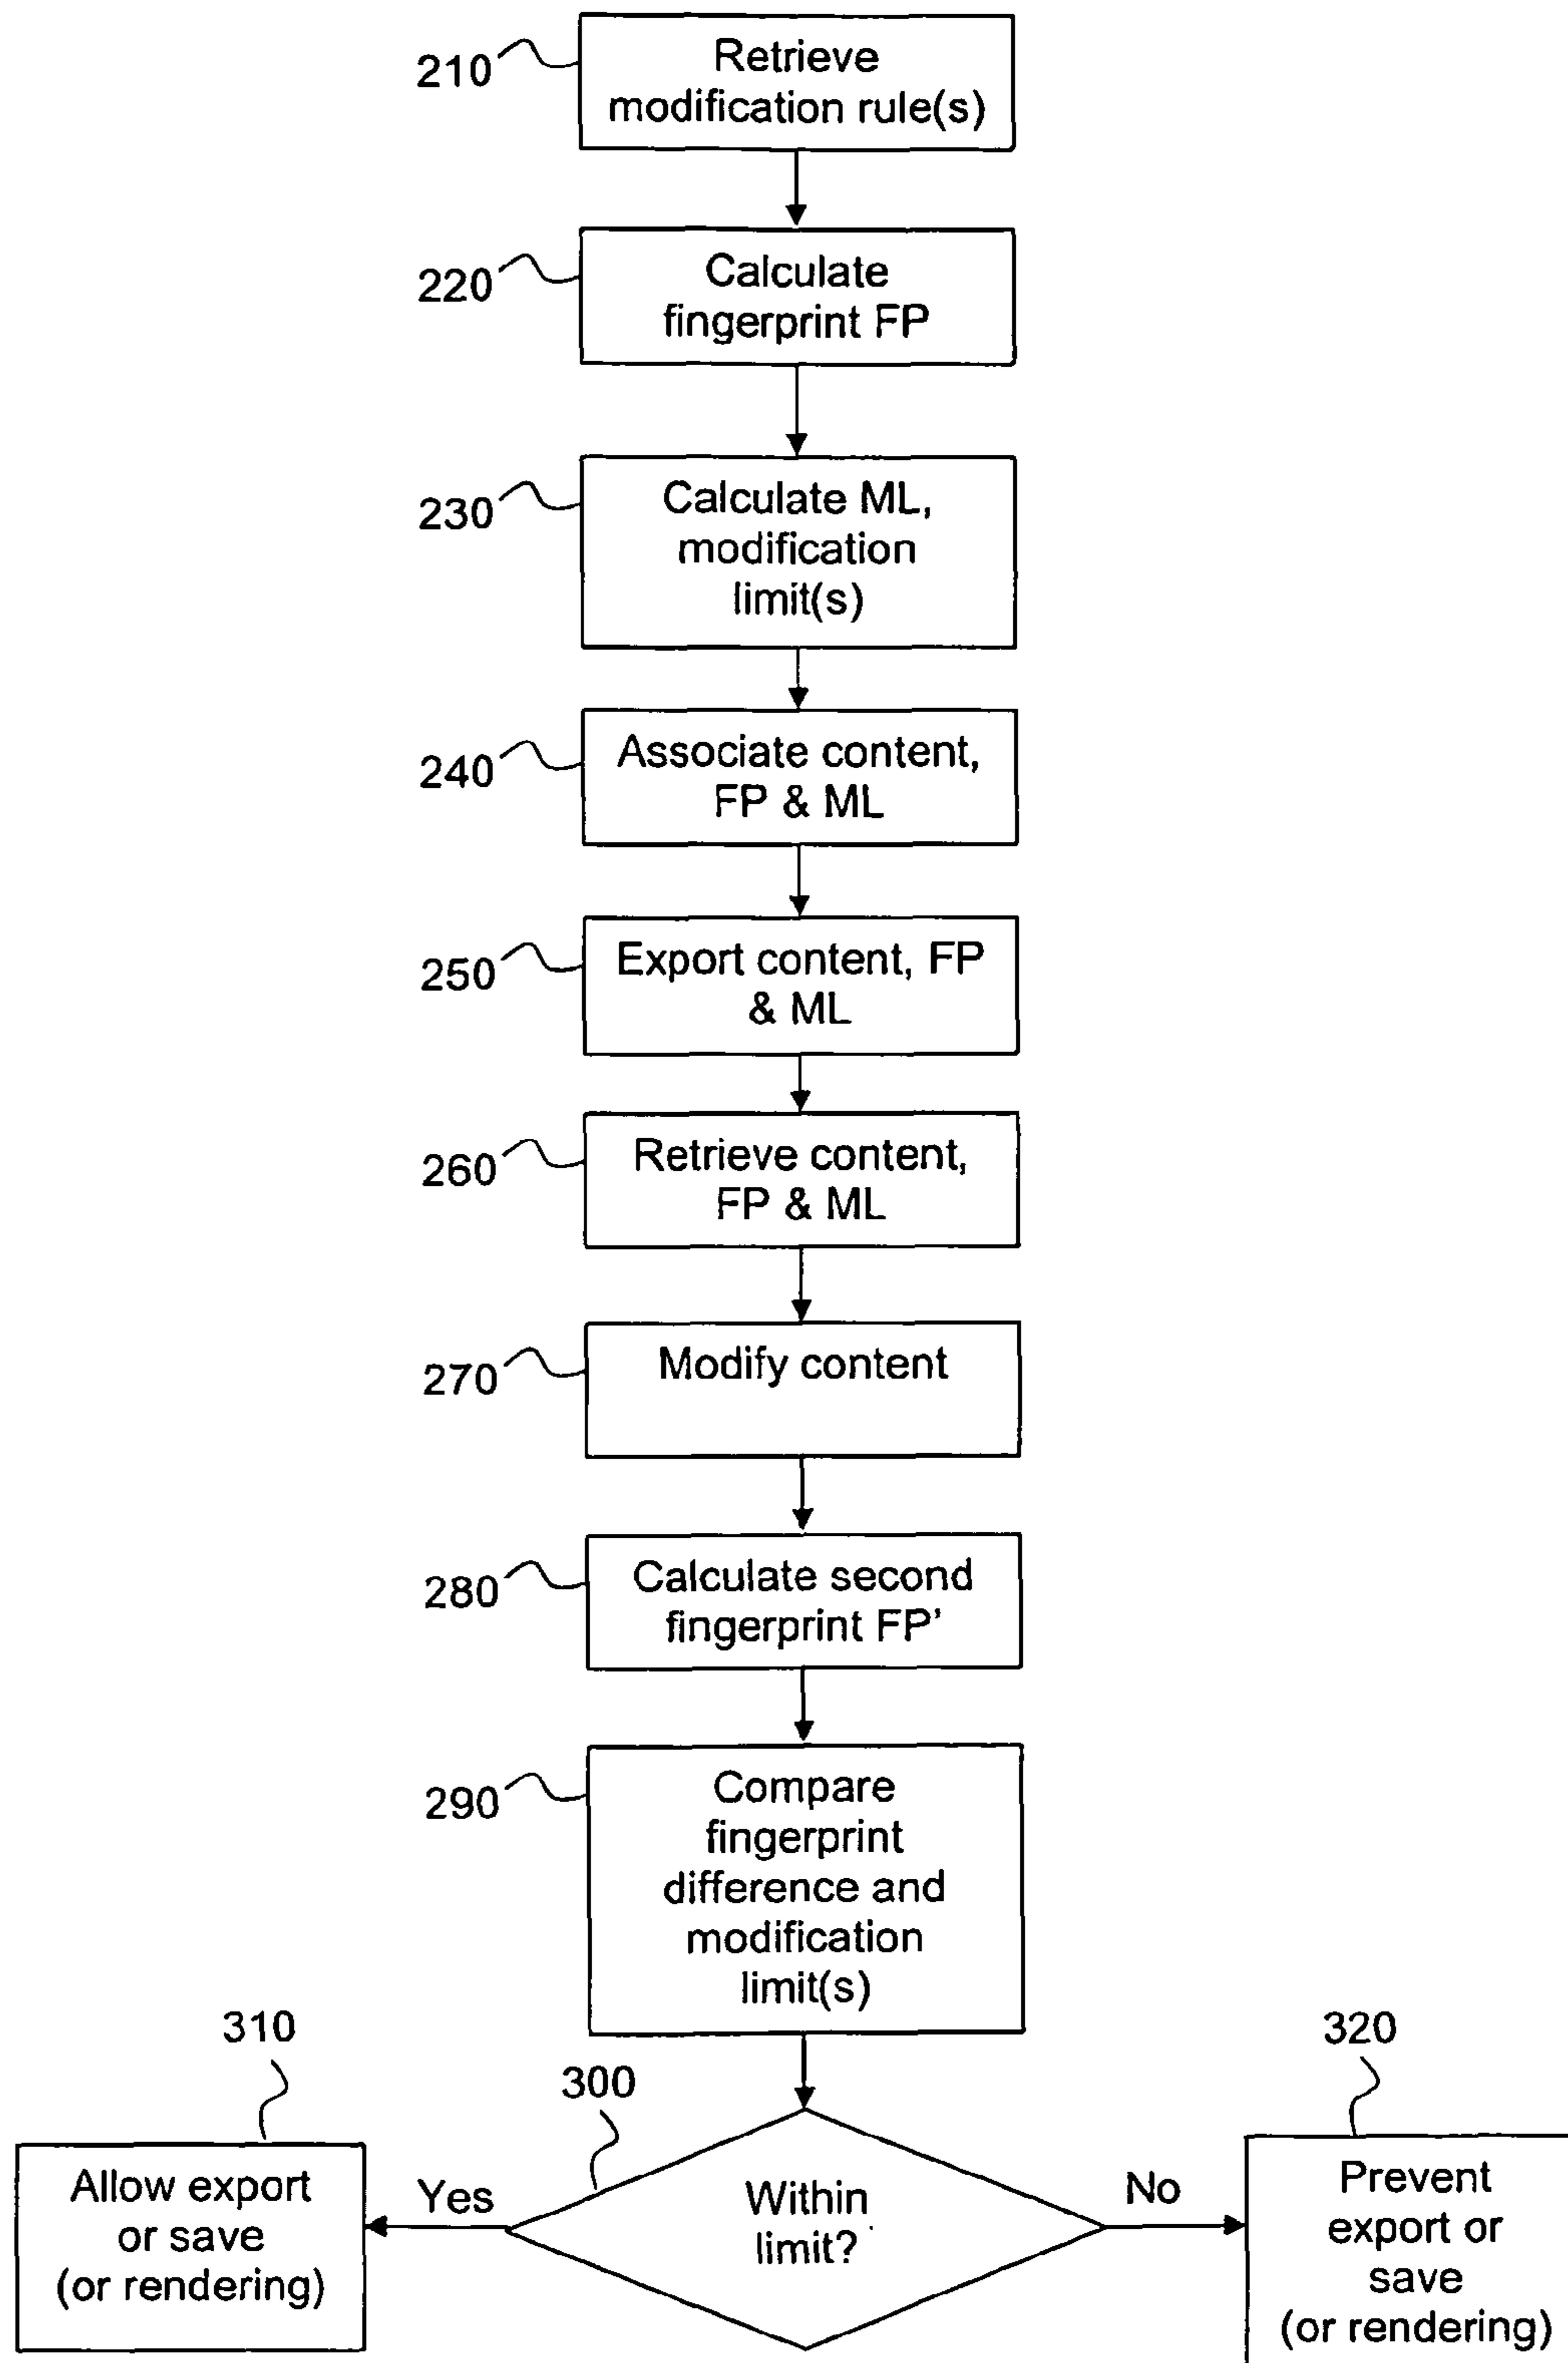 210
Retrieve
modification rule(s)
220
Calculate
fingerprint FP
230
Calculate ML,
modification
limit(s)
240
Associate content,
FP & ML
250
Export content, FP
& ML
260
Retrieve content,
FP & ML
270
Modify content
280
Calculate second
fingerprint FP'
290
Compare
fingerprint
difference and
modification
limit(s)
310
Allow export
or save
(or rendering)
Yes
300
Within
limit?
No
320
Prevent
export or
save
(or rendering)